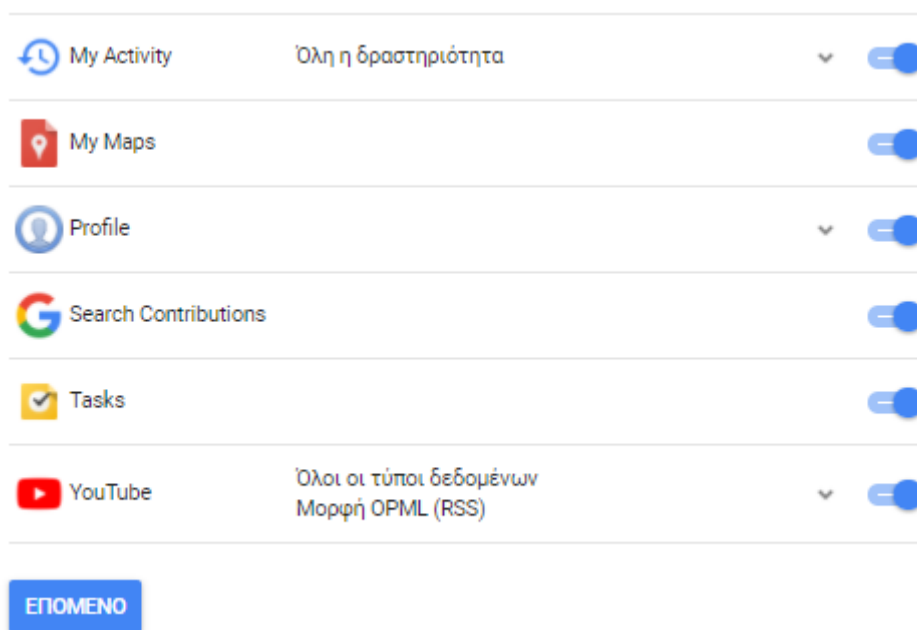 My Activity Όλη η δραστηριότητα
My Maps
Profile
Search Contributions
Tasks
YouTube Όλοι οι τύποι δεδομένων
Μορφή OPML (RSS)
ΕΠΟΜΕΝΟ